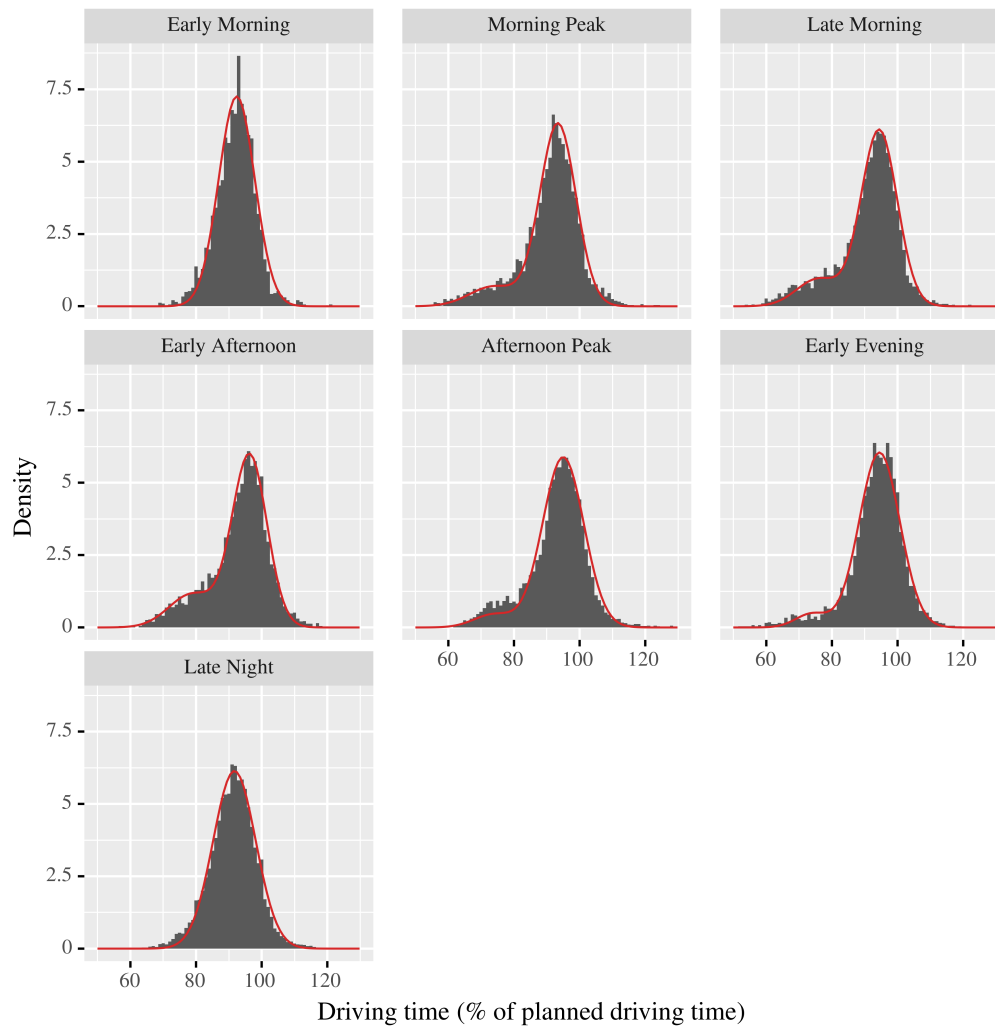 Early Morning
Morning Peak
Late Morning
7.5
5
2.5
0
Early Afternoon
Afternoon Peak
Early Evening
7.5
5
2.5
0
60 80 100 120
60 80 100 120
Late Night
7.5
5
2.5
0
60 80 100 120
Density
Driving time (% of planned driving time)